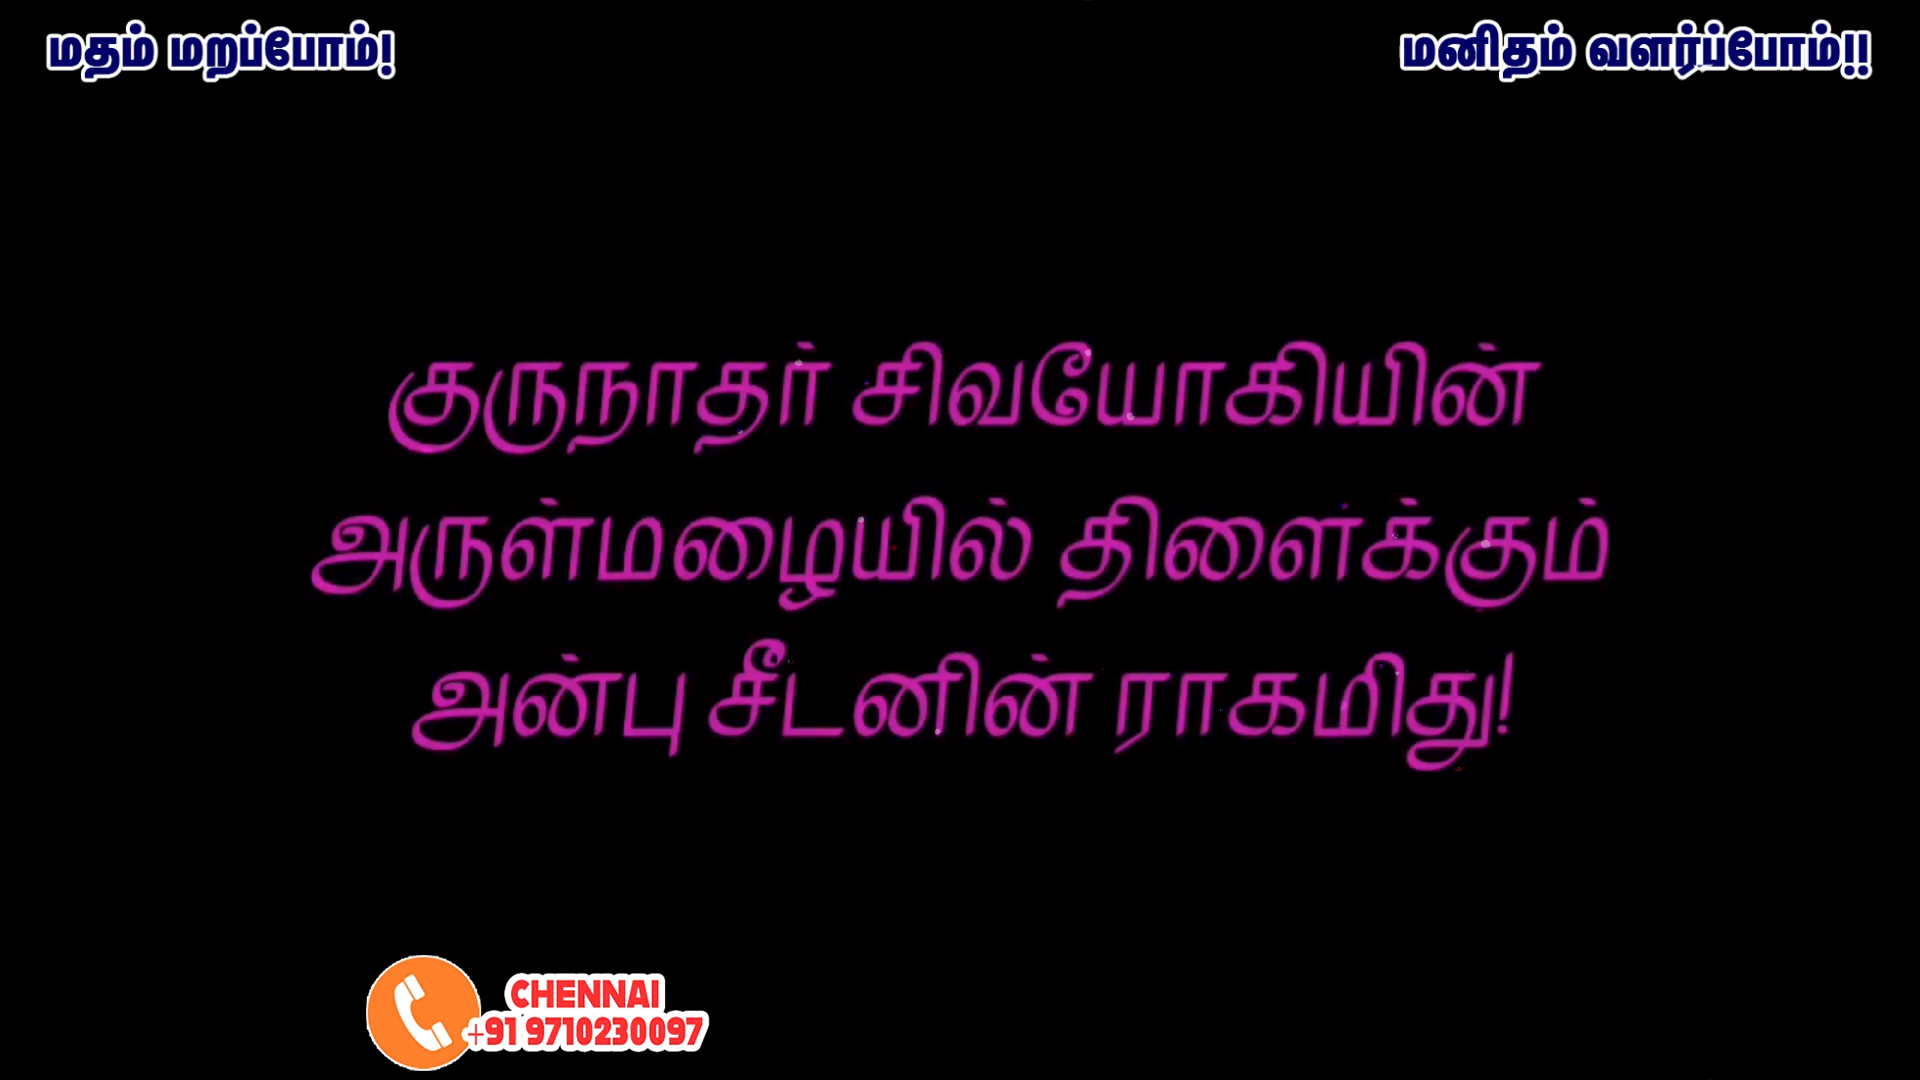 மதம் மறப்போம்!
மனிதம் வளர்ப்போம்!!
குருநாதர் சிவயோகியின்
அருள்மழையில் திளைக்கும்
அன்பு சீடனின் ராகமிது!
CHENNAI
+91 9710230097